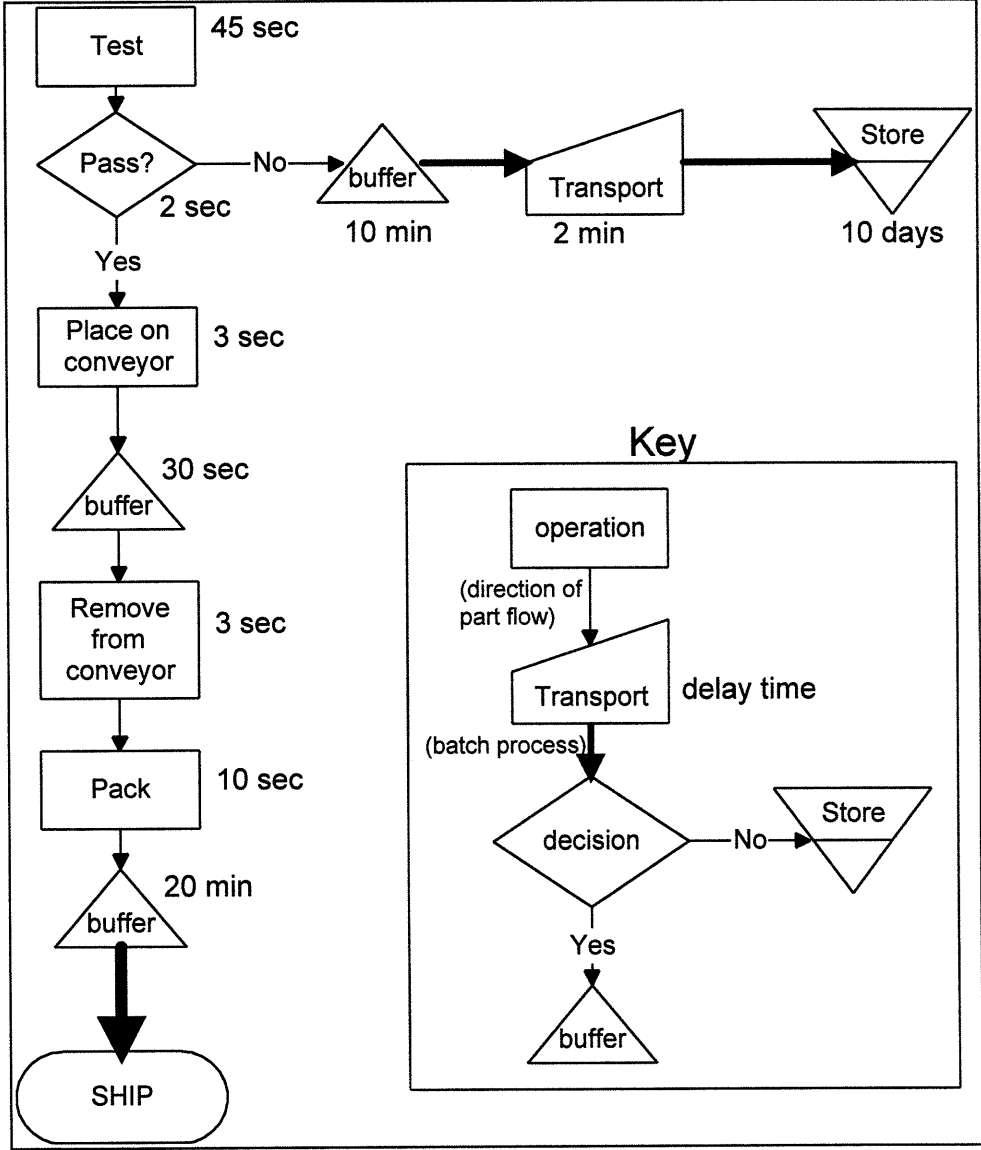 Test
45 sec
Pass?
2 sec
No
buffer
10 min
Transport
2 min
Store
10 days
Yes
Place on
conveyor
3 sec
buffer
30 sec
Remove
from
conveyor
3 sec
Pack
10 sec
buffer
20 min
SHIP
Key
operation
(direction of
part flow)
Transport
delay time
(batch process)
decision
No
Store
Yes
buffer